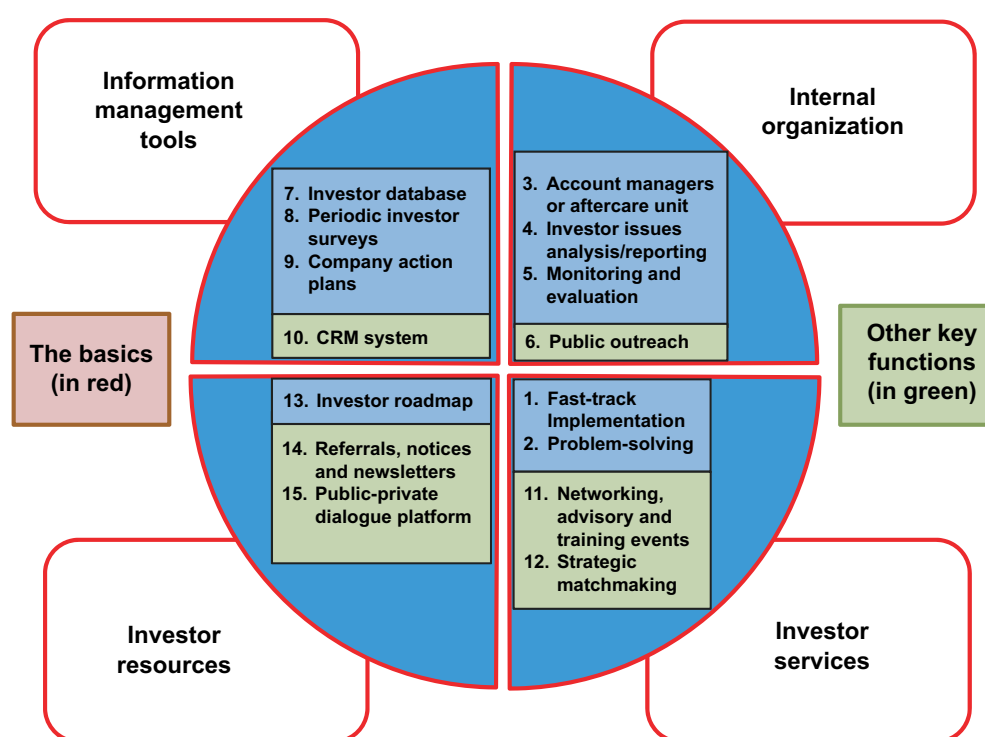 Information
management
tools
Internal
organization
7. Investor database
8. Periodic investor
surveys
9. Company action
plans
10. CRM system
3. Account managers
or aftercare unit
4. Investor issues
analysis/reporting
5. Monitoring and
evaluation
6. Public outreach
The basics
(in red)
Other key
functions
(in green)
13. Investor roadmap
14. Referrals, notices
and newsletters
15. Public-private
dialogue platform
1. Fast-track
Implementation
2. Problem-solving
11. Networking,
advisory and
training events
12. Strategic
matchmaking
Investor
resources
Investor
services